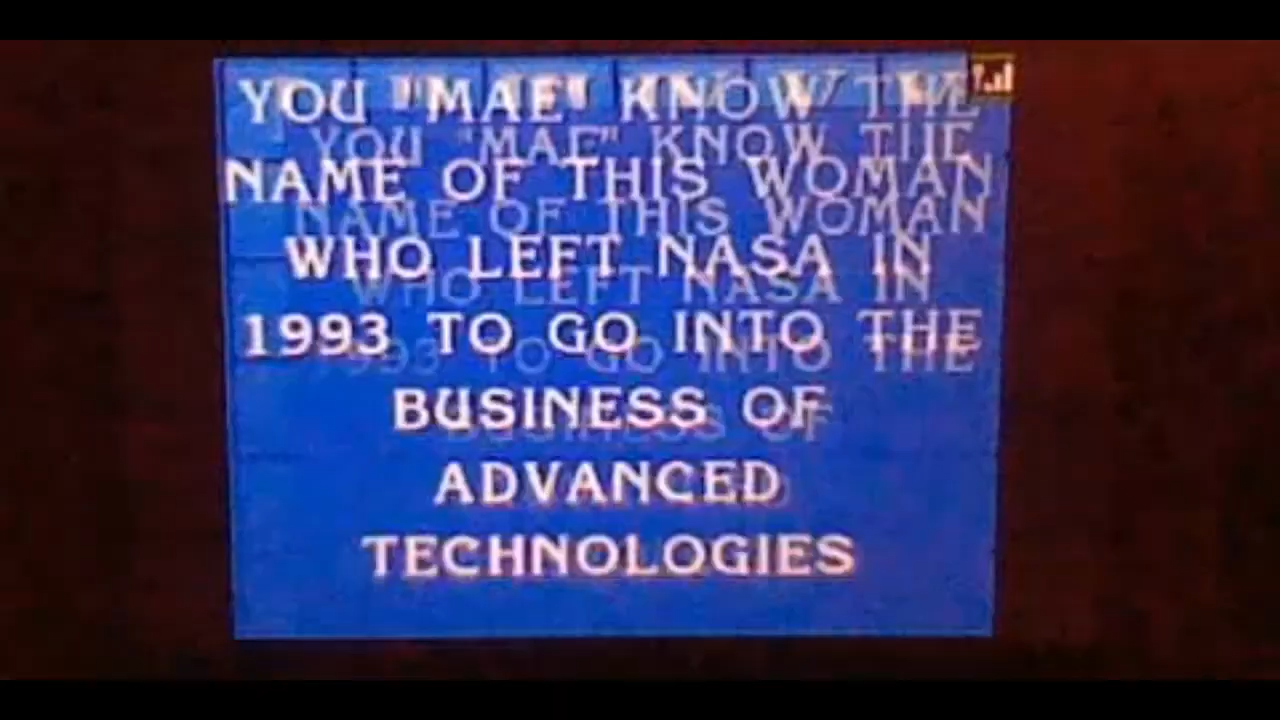 YOU "MAE" KNOW THE
NAME OF THIS WOMAN
WHO LEFT NASA IN
1993 TO GO INTO THE
BUSINESS OF
ADVANCED
TECHNOLOGIES